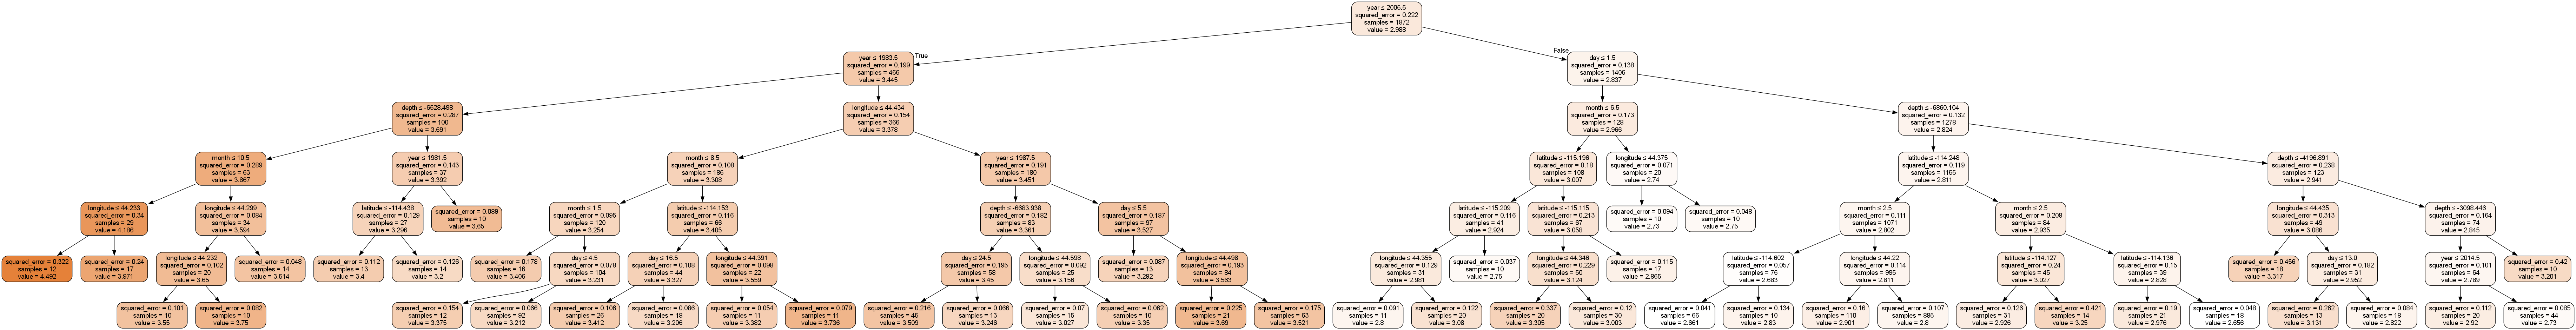 year ≤ 2005.5
squared_error = 0.222
samples = 1872
value = 2.988
True
False
year ≤ 1983.5
squared_error = 0.199
samples = 466
value = 3.445
day ≤ 1.5
squared_error = 0.138
samples = 1406
value = 2.837
depth ≤ -6528.498
squared_error = 0.287
samples = 100
value = 3.691
longitude ≤ 44.434
squared_error = 0.154
samples = 366
value = 3.378
month ≤ 6.5
squared_error = 0.173
samples = 128
value = 2.966
depth ≤ -6860.104
squared_error = 0.132
samples = 1278
value = 2.824
month ≤ 10.5
squared_error = 0.289
samples = 63
value = 3.867
year ≤ 1981.5
squared_error = 0.143
samples = 37
value = 3.392
month ≤ 8.5
squared_error = 0.108
samples = 186
value = 3.308
year ≤ 1987.5
squared_error = 0.191
samples = 180
value = 3.451
latitude ≤ -115.196
squared_error = 0.18
samples = 108
value = 3.007
longitude ≤ 44.375
squared_error = 0.071
samples = 20
value = 2.74
latitude ≤ -114.248
squared_error = 0.119
samples = 1155
value = 2.811
depth ≤ -4196.891
squared_error = 0.238
samples = 123
value = 2.941
longitude ≤ 44.233
squared_error = 0.34
samples = 29
value = 4.186
longitude ≤ 44.299
squared_error = 0.084
samples = 34
value = 3.594
latitude ≤ -114.438
squared_error = 0.129
samples = 27
value = 3.296
squared_error = 0.089
samples = 10
value = 3.65
month ≤ 1.5
squared_error = 0.095
samples = 120
value = 3.254
latitude ≤ -114.153
squared_error = 0.116
samples = 66
value = 3.405
depth ≤ -6683.938
squared_error = 0.182
samples = 83
value = 3.361
day ≤ 5.5
squared_error = 0.187
samples = 97
value = 3.527
latitude ≤ -115.209
squared_error = 0.116
samples = 41
value = 2.924
latitude ≤ -115.115
squared_error = 0.213
samples = 67
value = 3.058
squared_error = 0.094
samples = 10
value = 2.73
squared_error = 0.048
samples = 10
value = 2.75
month ≤ 2.5
squared_error = 0.111
samples = 1071
value = 2.802
month ≤ 2.5
squared_error = 0.208
samples = 84
value = 2.935
longitude ≤ 44.435
squared_error = 0.313
samples = 49
value = 3.086
depth ≤ -3098.446
squared_error = 0.164
samples = 74
value = 2.845
squared_error = 0.322
samples = 12
value = 4.492
squared_error = 0.24
samples = 17
value = 3.971
longitude ≤ 44.232
squared_error = 0.102
samples = 20
value = 3.65
squared_error = 0.048
samples = 14
value = 3.514
squared_error = 0.112
samples = 13
value = 3.4
squared_error = 0.126
samples = 14
value = 3.2
squared_error = 0.178
samples = 16
value = 3.406
day ≤ 4.5
squared_error = 0.078
samples = 104
value = 3.231
day ≤ 16.5
squared_error = 0.108
samples = 44
value = 3.327
longitude ≤ 44.391
squared_error = 0.098
samples = 22
value = 3.559
day ≤ 24.5
squared_error = 0.195
samples = 58
value = 3.45
longitude ≤ 44.598
squared_error = 0.092
samples = 25
value = 3.156
squared_error = 0.087
samples = 13
value = 3.292
longitude ≤ 44.498
squared_error = 0.193
samples = 84
value = 3.563
longitude ≤ 44.355
squared_error = 0.129
samples = 31
value = 2.981
squared_error = 0.037
samples = 10
value = 2.75
longitude ≤ 44.346
squared_error = 0.229
samples = 50
value = 3.124
squared_error = 0.115
samples = 17
value = 2.865
latitude ≤ -114.602
squared_error = 0.057
samples = 76
value = 2.683
longitude ≤ 44.22
squared_error = 0.114
samples = 995
value = 2.811
latitude ≤ -114.127
squared_error = 0.24
samples = 45
value = 3.027
latitude ≤ -114.136
squared_error = 0.15
samples = 39
value = 2.828
squared_error = 0.456
samples = 18
value = 3.317
day ≤ 13.0
squared_error = 0.182
samples = 31
value = 2.952
year ≤ 2014.5
squared_error = 0.101
samples = 64
value = 2.789
squared_error = 0.42
samples = 10
value = 3.201
squared_error = 0.101
samples = 10
value = 3.55
squared_error = 0.082
samples = 10
value = 3.75
squared_error = 0.154
samples = 12
value = 3.375
squared_error = 0.066
samples = 92
value = 3.212
squared_error = 0.106
samples = 26
value = 3.412
squared_error = 0.086
samples = 18
value = 3.206
squared_error = 0.054
samples = 11
value = 3.382
squared_error = 0.079
samples = 11
value = 3.736
squared_error = 0.216
samples = 45
value = 3.509
squared_error = 0.066
samples = 13
value = 3.246
squared_error = 0.07
samples = 15
value = 3.027
squared_error = 0.062
samples = 10
value = 3.35
squared_error = 0.225
samples = 21
value = 3.69
squared_error = 0.175
samples = 63
value = 3.521
squared_error = 0.091
samples = 11
value = 2.8
squared_error = 0.122
samples = 20
value = 3.08
squared_error = 0.337
samples = 20
value = 3.305
squared_error = 0.12
samples = 30
value = 3.003
squared_error = 0.041
samples = 66
value = 2.661
squared_error = 0.134
samples = 10
value = 2.83
squared_error = 0.16
samples = 110
value = 2.901
squared_error = 0.107
samples = 885
value = 2.8
squared_error = 0.126
samples = 31
value = 2.926
squared_error = 0.421
samples = 14
value = 3.25
squared_error = 0.19
samples = 21
value = 2.976
squared_error = 0.048
samples = 18
value = 2.656
squared_error = 0.262
samples = 13
value = 3.131
squared_error = 0.084
samples = 18
value = 2.822
squared_error = 0.112
samples = 20
value = 2.92
squared_error = 0.085
samples = 44
value = 2.73